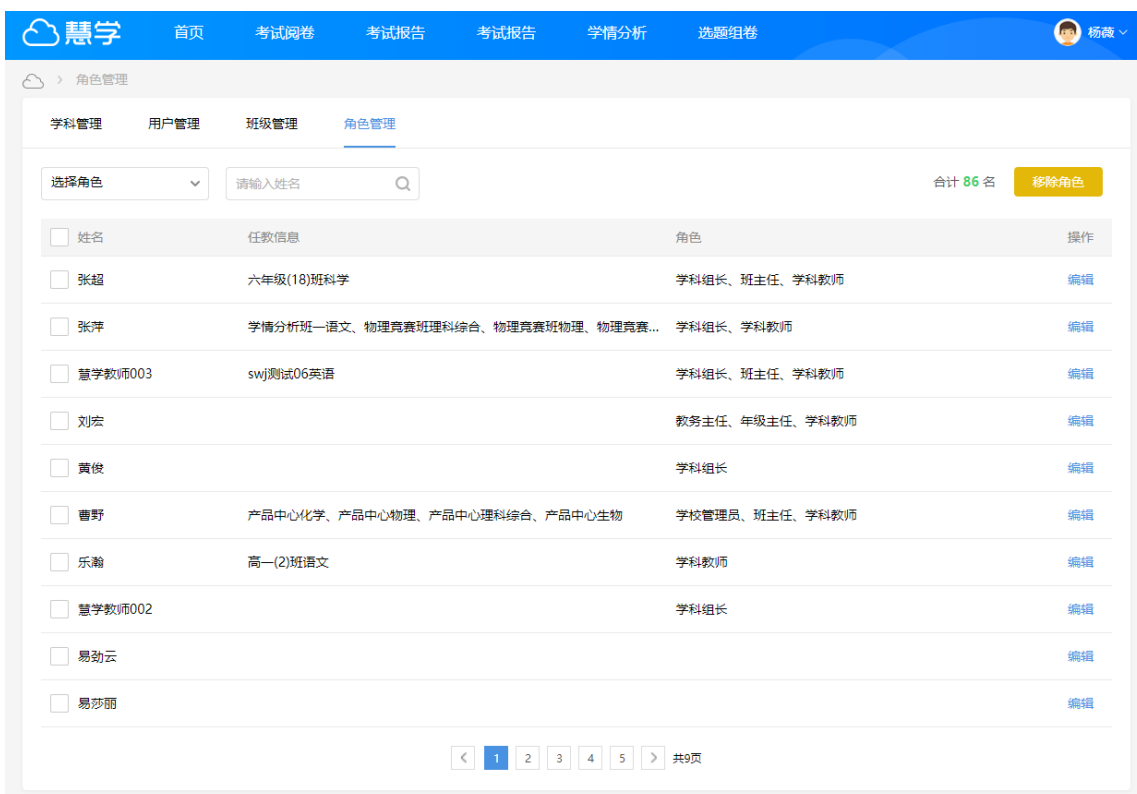 慧学 首页 考试阅卷 考试报告 考试报告 学情分析 选题组卷 杨薇
> 角色管理
学科管理 用户管理 班级管理 角色管理
选择角色 请输入姓名 合计 86 名 移除角色
姓名 任教信息 角色 操作
张超 六年级(18)班科学 学科组长、班主任、学科教师 编辑
张萍 学情分析班一语文、物理竞赛班理科综合、物理竞赛班物理、物理竞赛... 学科组长、学科教师 编辑
慧学教师003 swj测试06英语 学科组长、班主任、学科教师 编辑
刘宏 教务主任、年级主任、学科教师 编辑
黄俊 学科组长 编辑
曹野 产品中心化学、产品中心物理、产品中心理科综合、产品中心生物 学校管理员、班主任、学科教师 编辑
乐瀚 高一(2)班语文 学科教师 编辑
慧学教师002 学科组长 编辑
易劲云 编辑
易莎丽 编辑
< 1 2 3 4 5 > 共9页